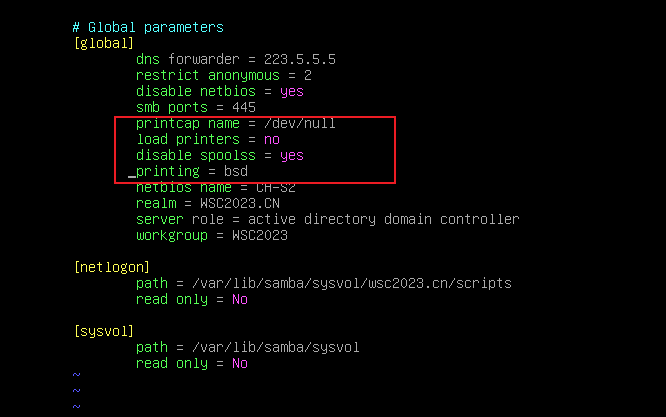 # Global parameters
[global]
dns forwarder = 223.5.5.5
restrict anonymous = 2
disable netbios = yes
smb ports = 445
printcap name = /dev/null
load printers = no
disable spoolss = yes
printing = bsd
netbios name = CH-S2
realm = WSC2023.CN
server role = active directory domain controller
workgroup = WSC2023
[netlogon]
path = /var/lib/samba/sysvol/wsc2023.cn/scripts
read only = No
[sysvol]
path = /var/lib/samba/sysvol
read only = No
~
~
~